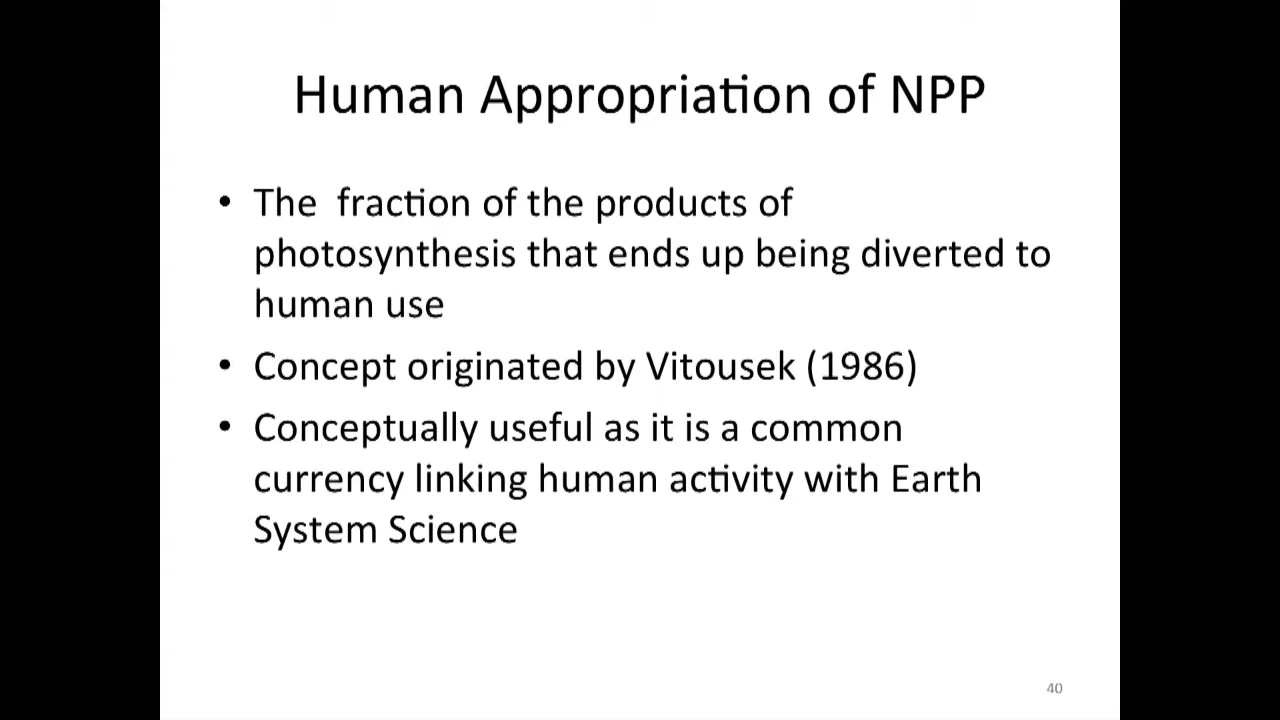 Human Appropriation of NPP
• The fraction of the products of
photosynthesis that ends up being diverted to
human use
• Concept originated by Vitousek (1986)
• Conceptually useful as it is a common
currency linking human activity with Earth
System Science
40